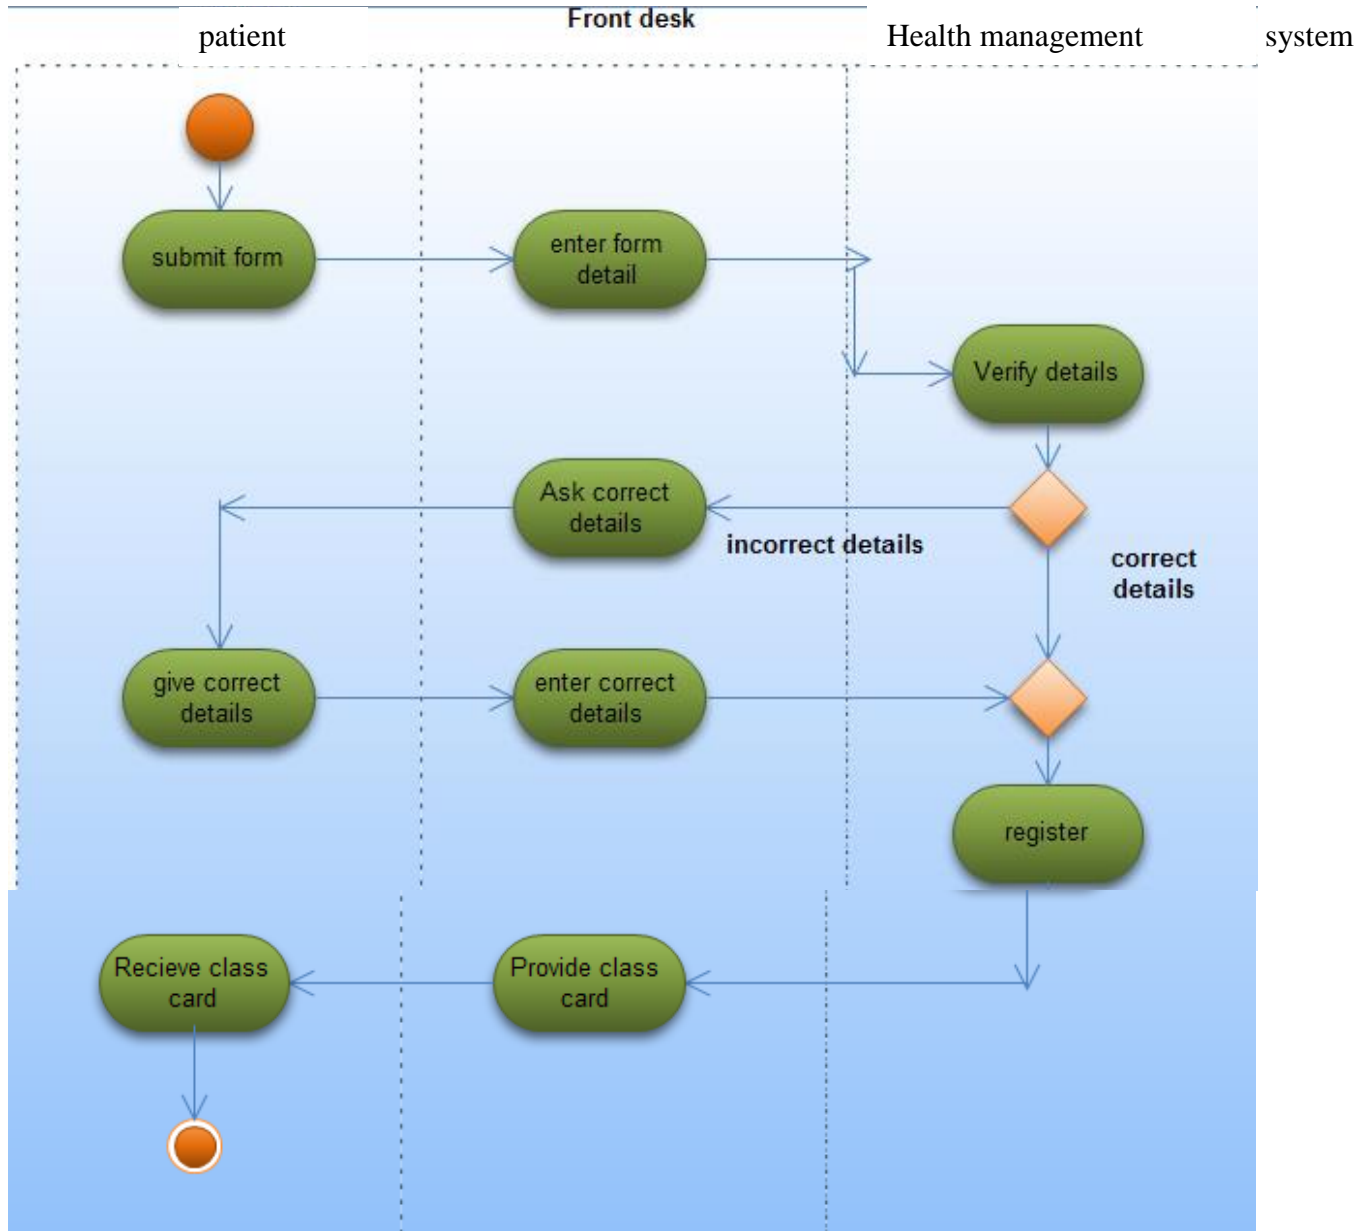 Front desk
patient
Health management system
submit form
enter form
detail
Verify details
Ask correct
details
incorrect details
correct
details
give correct
details
enter correct
details
register
Recieve class
card
Provide class
card